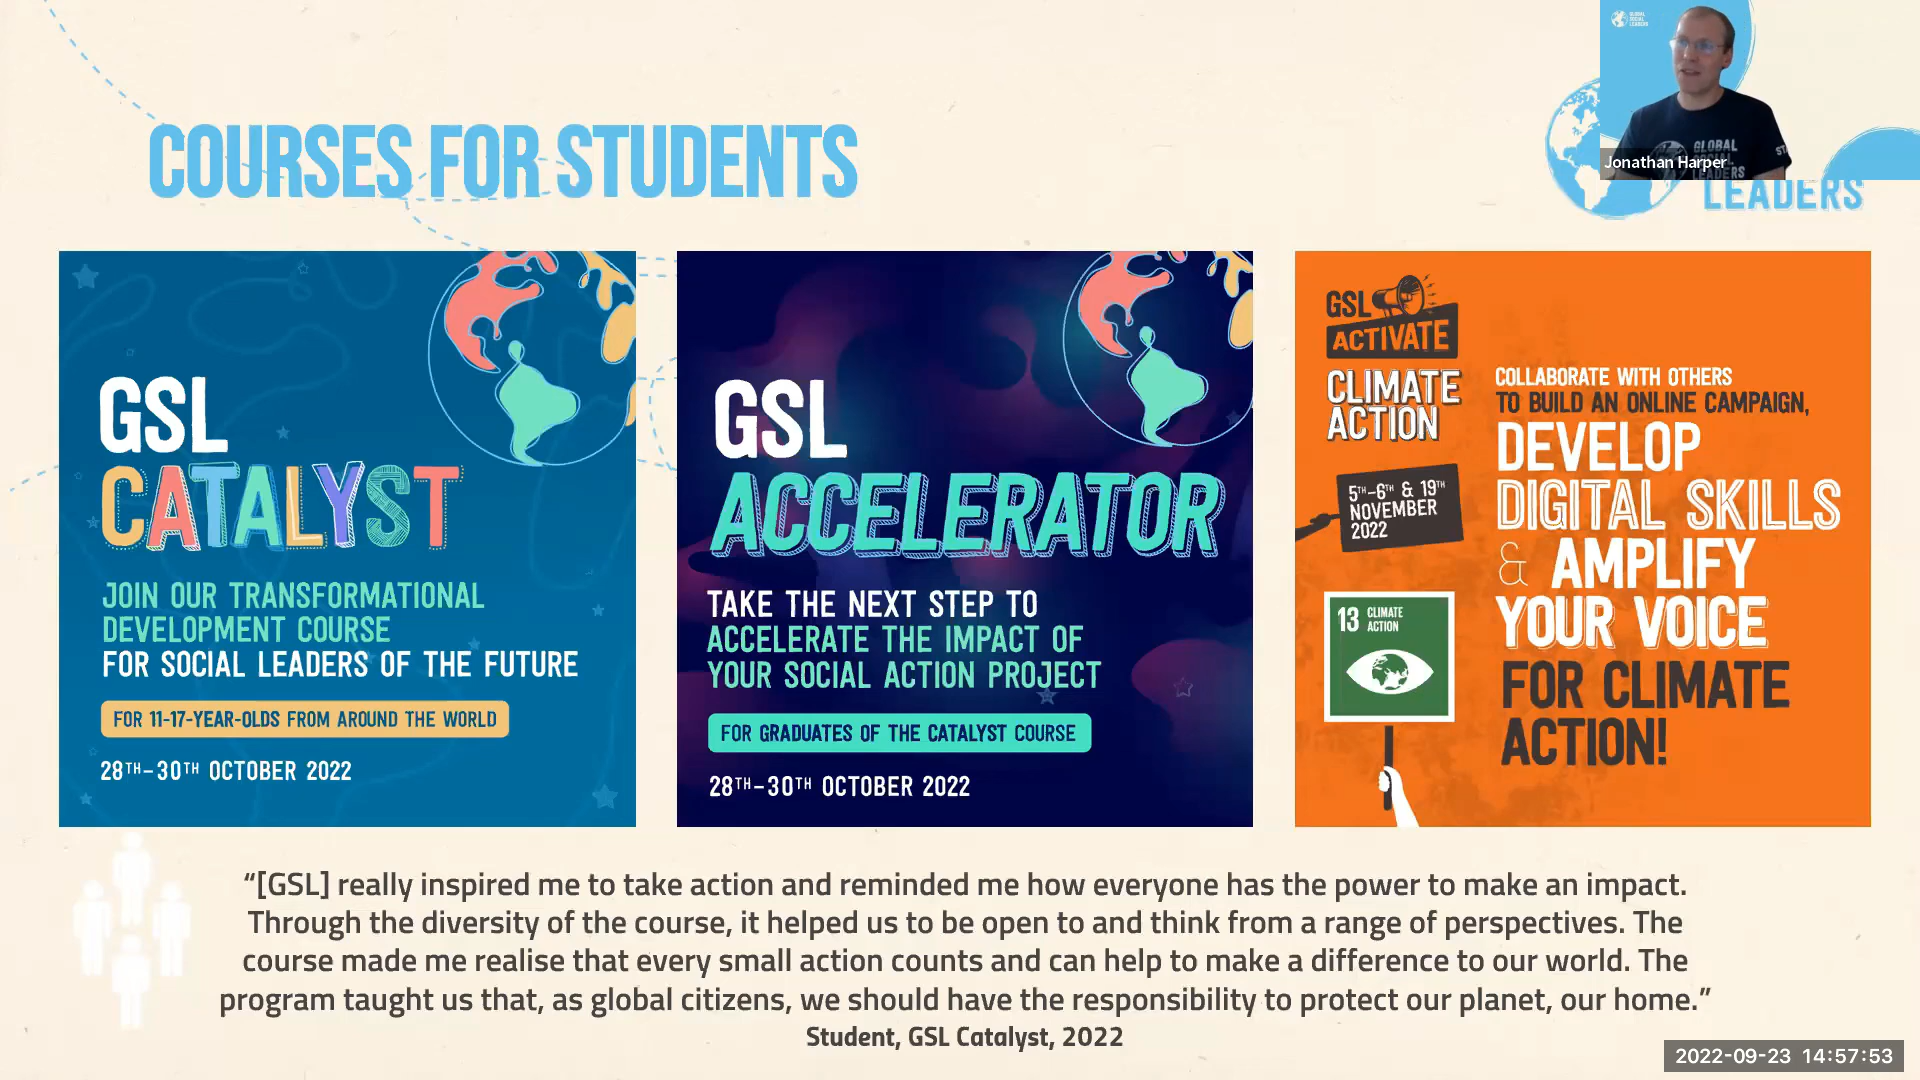 GLOBAL
SOCIAL
LEADERS
GLOBAL
LEADERS
Jonathan Harper
LEADERS
COURSES FOR STUDENTS
GSL
CATALYST
JOIN OUR TRANSFORMATIONAL
DEVELOPMENT COURSE
FOR SOCIAL LEADERS OF THE FUTURE
FOR 11-17-YEAR-OLDS FROM AROUND THE WORLD
28TH-30TH OCTOBER 2022
GSL
ACCELERATOR
TAKE THE NEXT STEP TO
ACCELERATE THE IMPACT OF
YOUR SOCIAL ACTION PROJECT
FOR GRADUATES OF THE CATALYST COURSE
28TH-30TH OCTOBER 2022
GSL
ACTIVATE
CLIMATE
ACTION
5TH-6TH & 19TH
NOVEMBER
2022
13 CLIMATE
ACTION
COLLABORATE WITH OTHERS
TO BUILD AN ONLINE CAMPAIGN,
DEVELOP
DIGITAL SKILLS
& AMPLIFY
YOUR VOICE
FOR CLIMATE
ACTION!
“[GSL] really inspired me to take action and reminded me how everyone has the power to make an impact.
Through the diversity of the course, it helped us to be open to and think from a range of perspectives. The
course made me realise that every small action counts and can help to make a difference to our world. The
program taught us that, as global citizens, we should have the responsibility to protect our planet, our home.”
Student, GSL Catalyst, 2022
2022-09-23 14:57:53